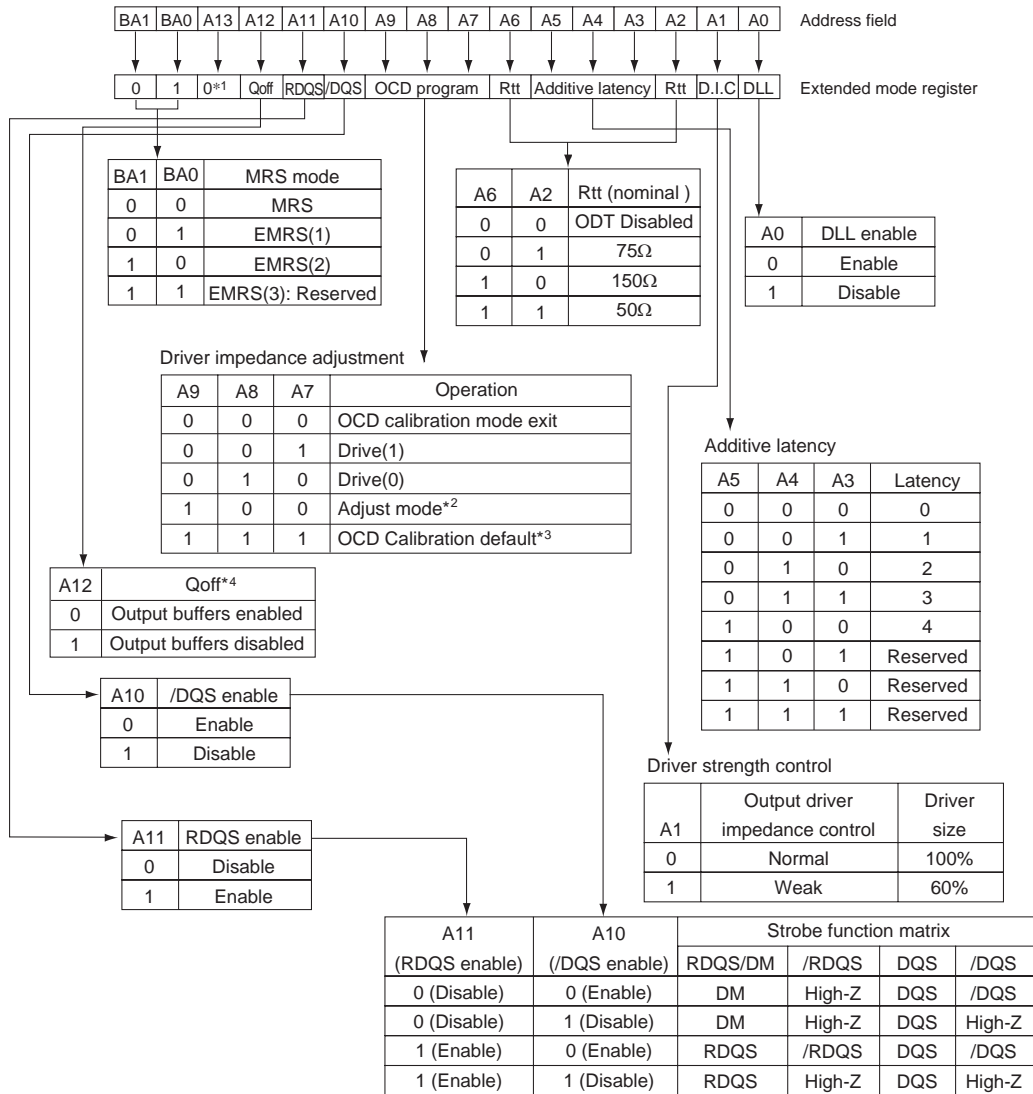 BA1 BA0 A13 A12 A11 A10 A9 A8 A7 A6 A5 A4 A3 A2 A1 A0 Address field
0 1 0*1 Qoff RDQS /DQS OCD program Rtt Additive latency Rtt D.I.C DLL Extended mode register
BA1 BA0 MRS mode
0 0 MRS
0 1 EMRS(1)
1 0 EMRS(2)
1 1 EMRS(3): Reserved
A6 A2 Rtt (nominal )
0 0 ODT Disabled
0 1 75Ω
1 0 150Ω
1 1 50Ω
A0 DLL enable
0 Enable
1 Disable
Driver impedance adjustment
A9 A8 A7 Operation
0 0 0 OCD calibration mode exit
0 0 1 Drive(1)
0 1 0 Drive(0)
1 0 0 Adjust mode*2
1 1 1 OCD Calibration default*3
Additive latency
A5 A4 A3 Latency
0 0 0 0
0 0 1 1
0 1 0 2
0 1 1 3
1 0 0 4
1 0 1 Reserved
1 1 0 Reserved
1 1 1 Reserved
A12 Qoff*4
0 Output buffers enabled
1 Output buffers disabled
A10 /DQS enable
0 Enable
1 Disable
Driver strength control
A1 Output driver impedance control Driver size
0 Normal 100%
1 Weak 60%
A11 RDQS enable
0 Disable
1 Enable
A11 A10 Strobe function matrix
(RDQS enable) (/DQS enable) RDQS/DM /RDQS DQS /DQS
0 (Disable) 0 (Enable) DM High-Z DQS /DQS
0 (Disable) 1 (Disable) DM High-Z DQS High-Z
1 (Enable) 0 (Enable) RDQS /RDQS DQS /DQS
1 (Enable) 1 (Disable) RDQS High-Z DQS High-Z